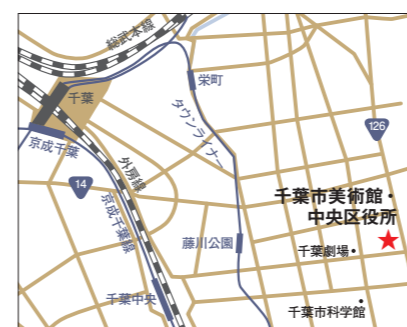 総武本線
栄町
千葉
タウンライナー
126
京成千葉
外房線
14
京成千葉線
千葉市美術館・
中央区役所
藤川公園
千葉劇場
千葉中央
千葉市科学館